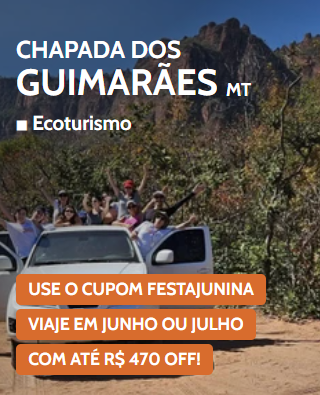 CHAPADA DOS
GUIMARÃES MT
Ecoturismo
USE O CUPOM FESTAJUNINA
VIAJE EM JUNHO OU JULHO
COM ATÉ R$ 470 OFF!